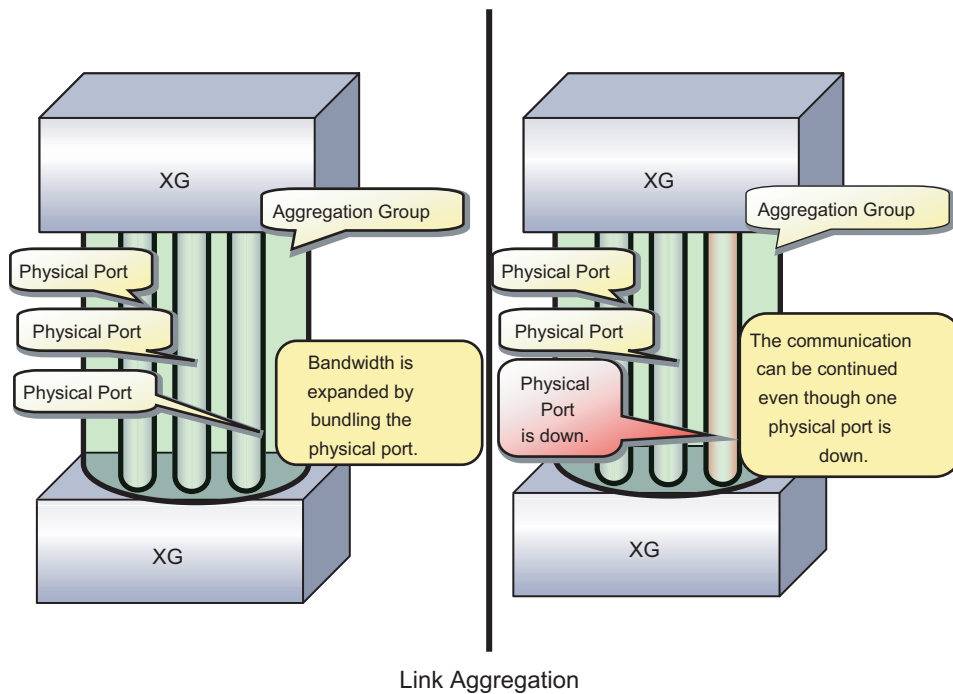 XG
Aggregation Group
Physical Port
Physical Port
Physical Port
Bandwidth is
expanded by
bundling the
physical port.
XG
XG
Aggregation Group
Physical Port
Physical Port
Physical
Port
is down.
The communication
can be continued
even though one
physical port is
down.
XG
Link Aggregation